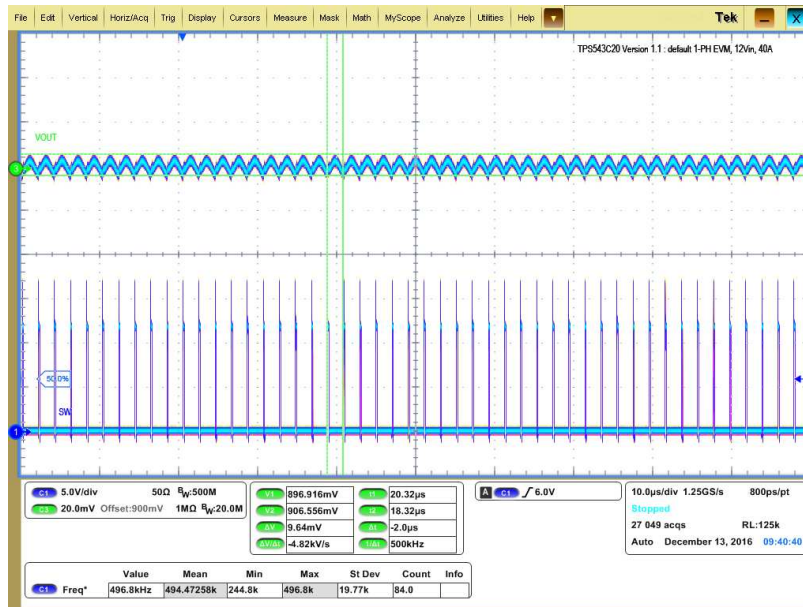 File Edit Vertical Horiz/Acq Trig Display Cursors Measure Mask Math MyScope Analyze Utilities Help Tek X
TPS543C20 Version 1.1 : default 1-PH EVM, 12Vin, 40A
VOUT
3
50.0%
SW
1
C1 5.0V/div 50Ω BW:500M
C3 20.0mV Offset:900mV 1MΩ BW:20.0M
V1 896.916mV
V2 906.556mV
ΔV 9.64mV
ΔV/Δt -4.82kV/s
t1 20.32µs
t2 18.32µs
Δt -2.0µs
1/Δt 500kHz
A C1 6.0V
10.0µs/div 1.25GS/s 800ps/pt
Stopped
27 049 acqs RL:125k
Auto December 13, 2016 09:40:40
Value Mean Min Max St Dev Count Info
C1 Freq* 496.8kHz 494.47258k 244.8k 496.8k 19.77k 84.0